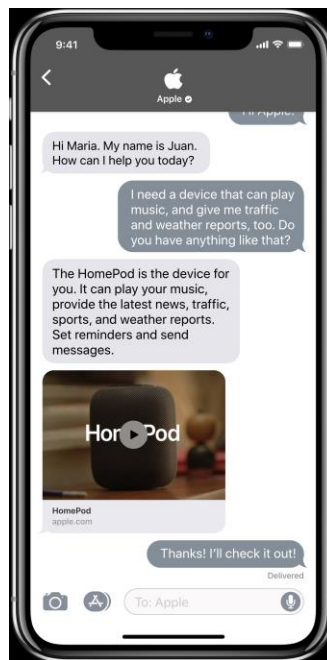 9:41
Apple
Hi Apple.
Hi Maria. My name is Juan.
How can I help you today?
I need a device that can play
music, and give me traffic
and weather reports, too. Do
you have anything like that?
The HomePod is the device for
you. It can play your music,
provide the latest news, traffic,
sports, and weather reports.
Set reminders and send
messages.
HomePod
HomePod
apple.com
Thanks! I'll check it out!
Delivered
To: Apple